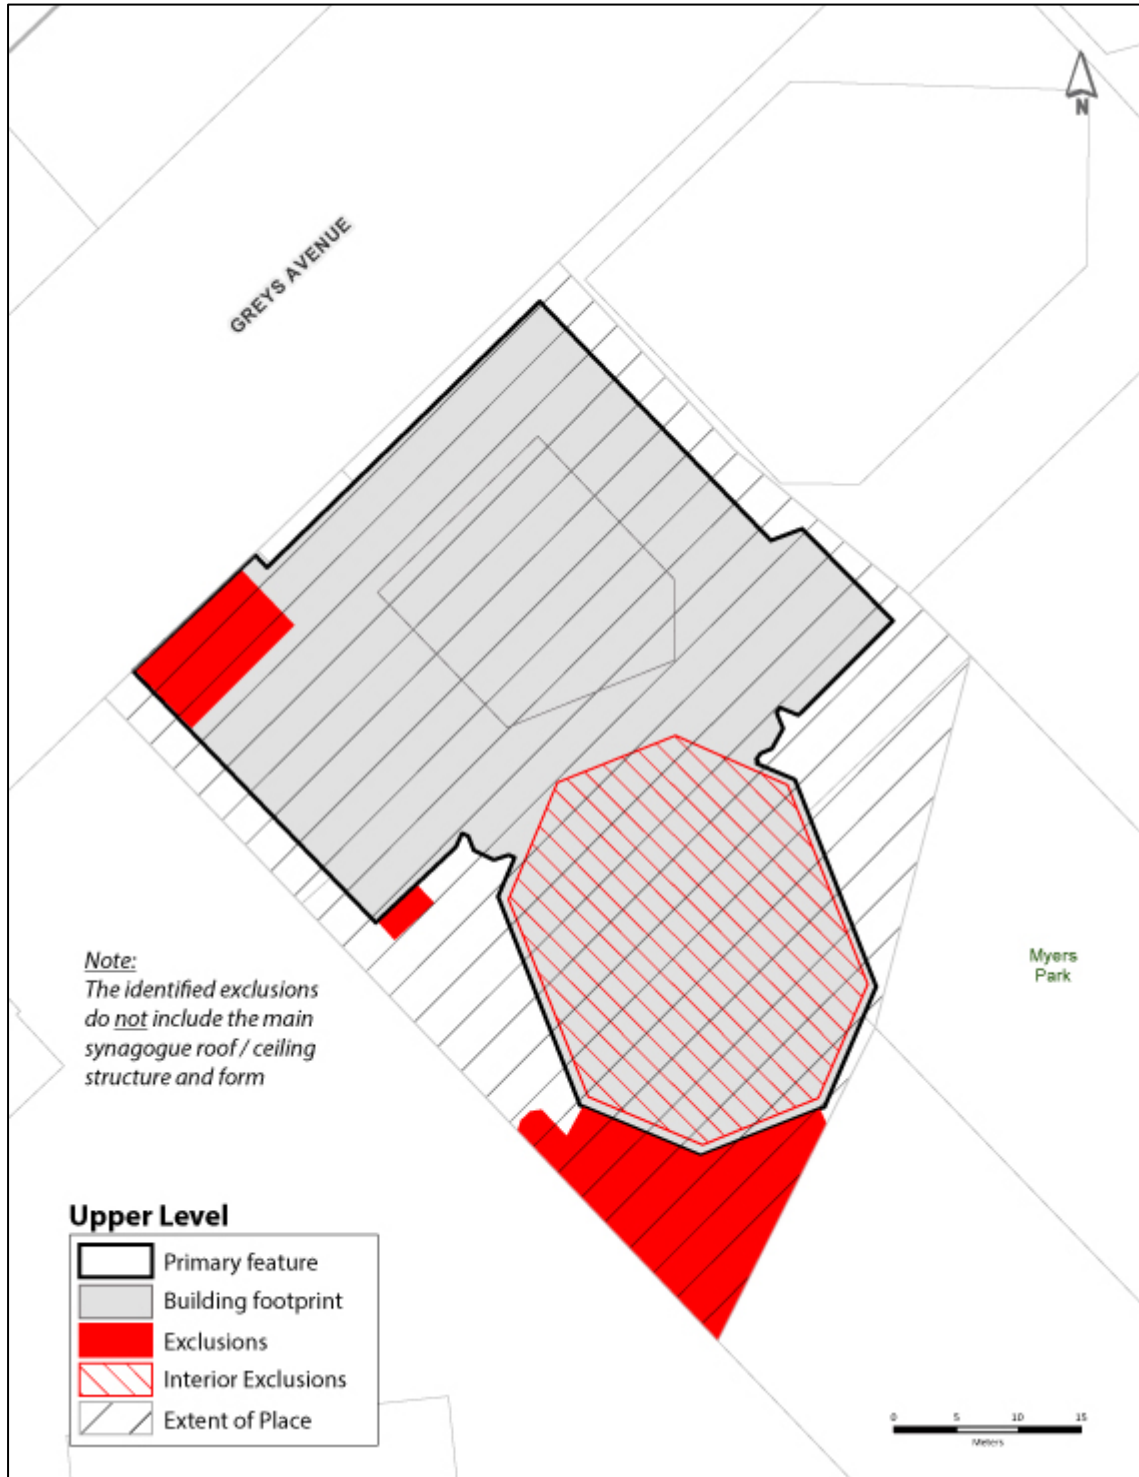 N
GREYS AVENUE
Myers
Park
Note:
The identified exclusions
do not include the main
synagogue roof / ceiling
structure and form
Upper Level
Primary feature
Building footprint
Exclusions
Interior Exclusions
Extent of Place
0 5 10 15
Meters